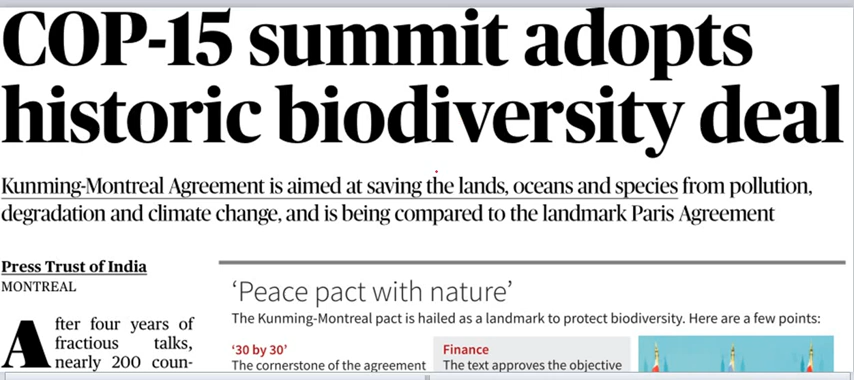 COP-15 summit adopts
historic biodiversity deal
Kunming-Montreal Agreement is aimed at saving the lands, oceans and species from pollution,
degradation and climate change, and is being compared to the landmark Paris Agreement
Press Trust of India
MONTREAL
After four years of
fractious talks,
nearly 200 coun-
‘Peace pact with nature’
The Kunming-Montreal pact is hailed as a landmark to protect biodiversity. Here are a few points:
‘30 by 30’
The cornerstone of the agreement
Finance
The text approves the objective